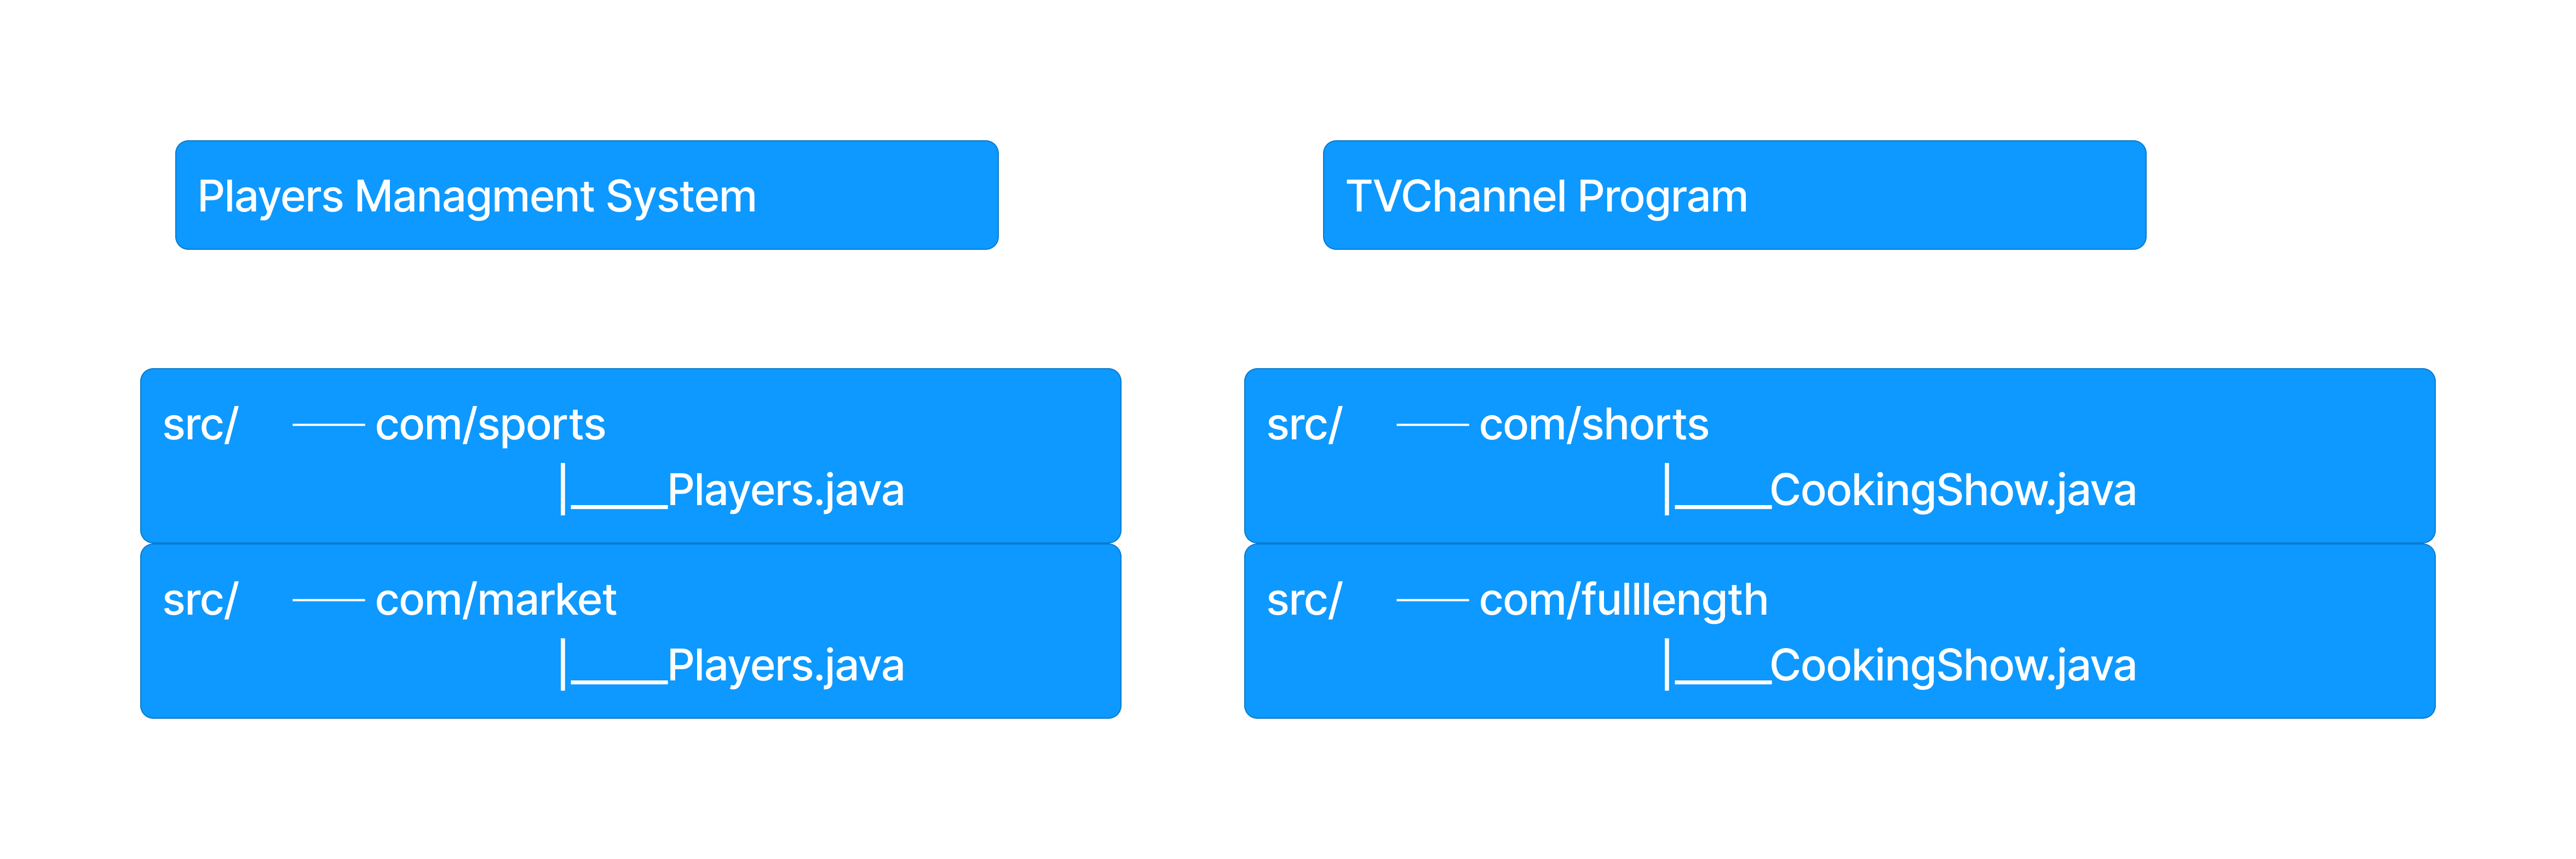 Players Managment System
TVChannel Program
src/ —— com/sports
|____Players.java
src/ —— com/market
|____Players.java
src/ —— com/shorts
|____CookingShow.java
src/ —— com/fulllength
|____CookingShow.java